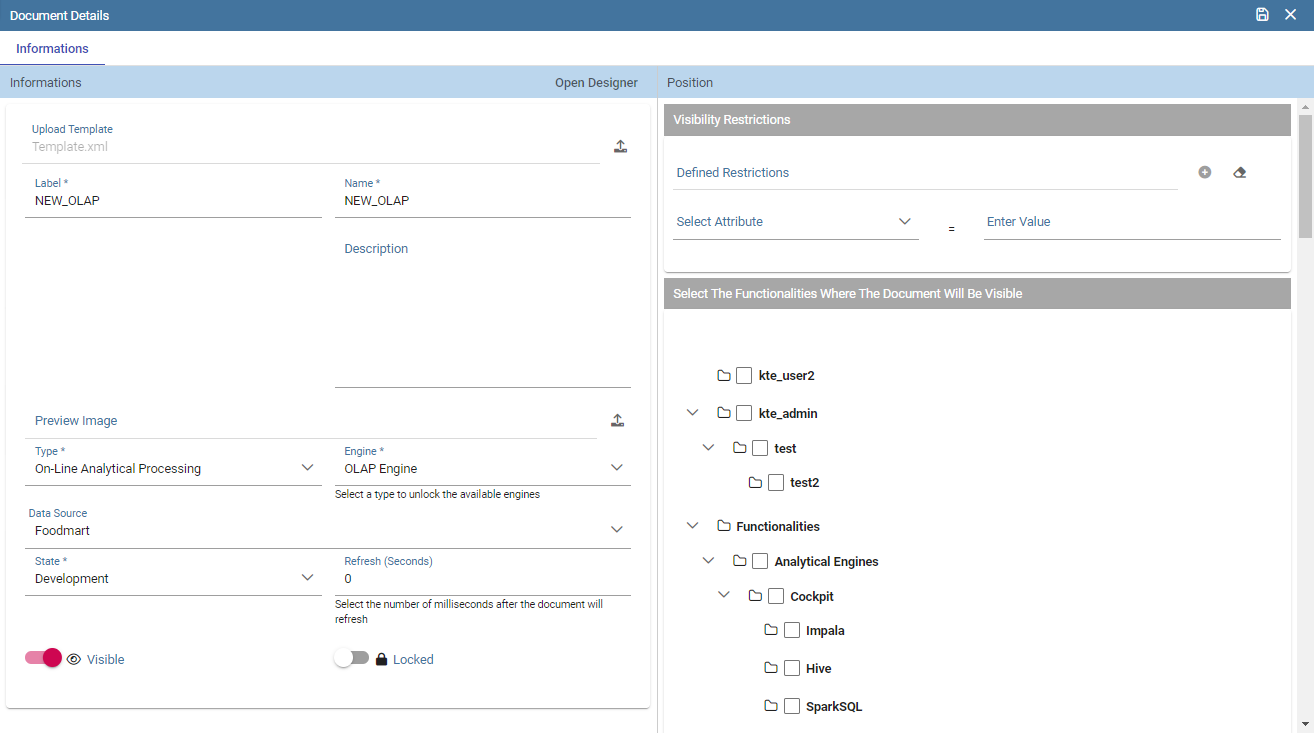 Document Details
Informations
Informations
Open Designer
Upload Template
Template.xml
Label *
NEW_OLAP
Name *
NEW_OLAP
Description
Preview Image
Type *
On-Line Analytical Processing
Engine *
OLAP Engine
Select a type to unlock the available engines
Data Source
Foodmart
State *
Development
Refresh (Seconds)
0
Select the number of milliseconds after the document will
refresh
Visible
Locked
Position
Visibility Restrictions
Defined Restrictions
Select Attribute
=
Enter Value
Select The Functionalities Where The Document Will Be Visible
kte_user2
kte_admin
test
test2
Functionalities
Analytical Engines
Cockpit
Impala
Hive
SparkSQL